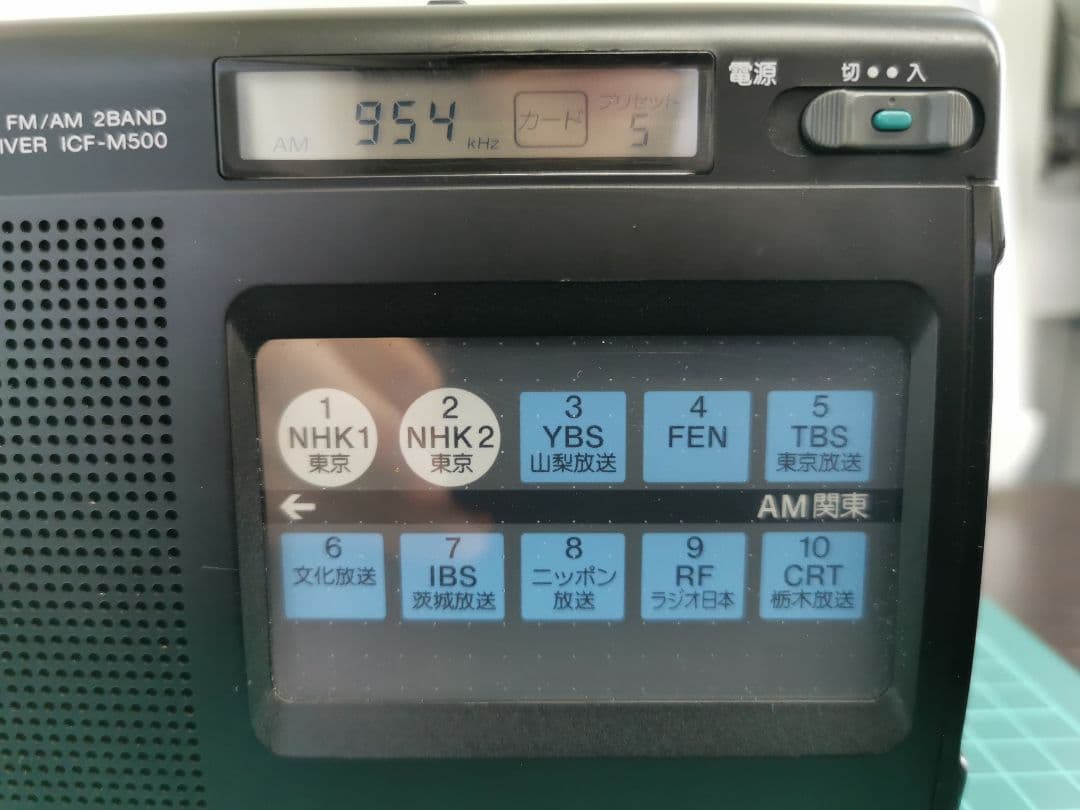 FM/AM 2BAND
IVER ICF-M500
AM 954 kHz カード プリセット 5
電源 切 入
1 NHK1 東京
2 NHK2 東京
3 YBS 山梨放送
4 FEN
5 TBS 東京放送
← AM関東
6 文化放送
7 IBS 茨城放送
8 ニッポン放送
9 RF ラジオ日本
10 CRT 栃木放送